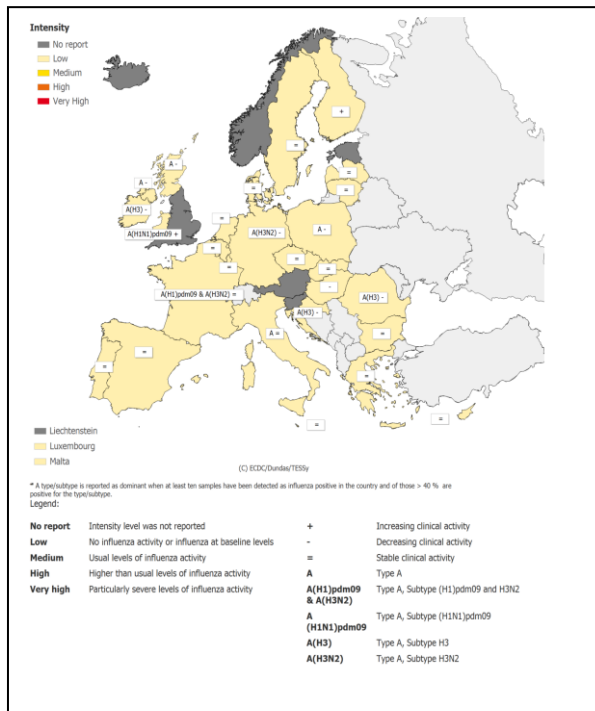 Intensity
No report
Low
Medium
High
Very High
+
=
A -
=
A -
=
=
A(H3) -
=
A(H1N1)pdm09 +
A(H3N2) -
A -
=
=
=
=
A(H1)pdm09 & A(H3N2) =
-
A(H3) -
A(H3) -
A =
=
=
=
=
=
=
Liechtenstein
Luxembourg
Malta
(C) ECDC/Dundas/TESSy
* A type/subtype is reported as dominant when at least ten samples have been detected as influenza positive in the country and of those > 40 % are
positive for the type/subtype.
Legend:
No report Intensity level was not reported + Increasing clinical activity
Low No influenza activity or influenza at baseline levels - Decreasing clinical activity
Medium Usual levels of influenza activity = Stable clinical activity
High Higher than usual levels of influenza activity A Type A
Very high Particularly severe levels of influenza activity A(H1)pdm09 Type A, Subtype (H1)pdm09 and H3N2
& A(H3N2)
A Type A, Subtype (H1N1)pdm09
(H1N1)pdm09
A(H3) Type A, Subtype H3
A(H3N2) Type A, Subtype H3N2